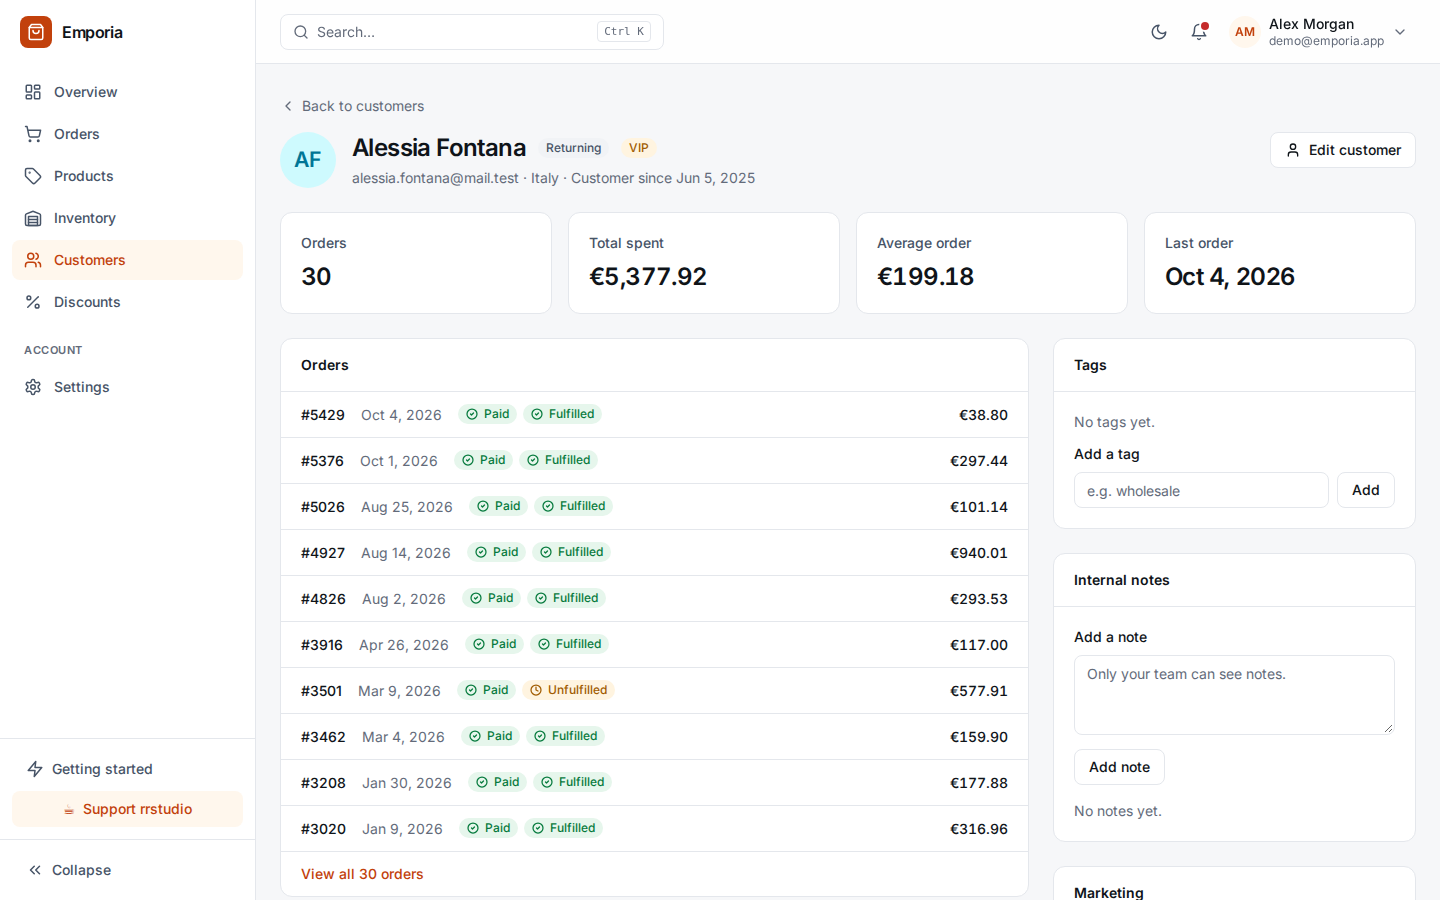 Emporia
Search...
Ctrl K
AM
Alex Morgan
demo@emporia.app
Overview
Orders
Products
Inventory
Customers
Discounts
ACCOUNT
Settings
Getting started
Support rrstudio
Collapse
Back to customers
AF
Alessia Fontana
Returning
VIP
alessia.fontana@mail.test · Italy · Customer since Jun 5, 2025
Edit customer
Orders
30
Total spent
€5,377.92
Average order
€199.18
Last order
Oct 4, 2026
Orders
#5429 Oct 4, 2026 Paid Fulfilled €38.80
#5376 Oct 1, 2026 Paid Fulfilled €297.44
#5026 Aug 25, 2026 Paid Fulfilled €101.14
#4927 Aug 14, 2026 Paid Fulfilled €940.01
#4826 Aug 2, 2026 Paid Fulfilled €293.53
#3916 Apr 26, 2026 Paid Fulfilled €117.00
#3501 Mar 9, 2026 Paid Unfulfilled €577.91
#3462 Mar 4, 2026 Paid Fulfilled €159.90
#3208 Jan 30, 2026 Paid Fulfilled €177.88
#3020 Jan 9, 2026 Paid Fulfilled €316.96
View all 30 orders
Tags
No tags yet.
Add a tag
e.g. wholesale
Add
Internal notes
Add a note
Only your team can see notes.
Add note
No notes yet.
Marketing